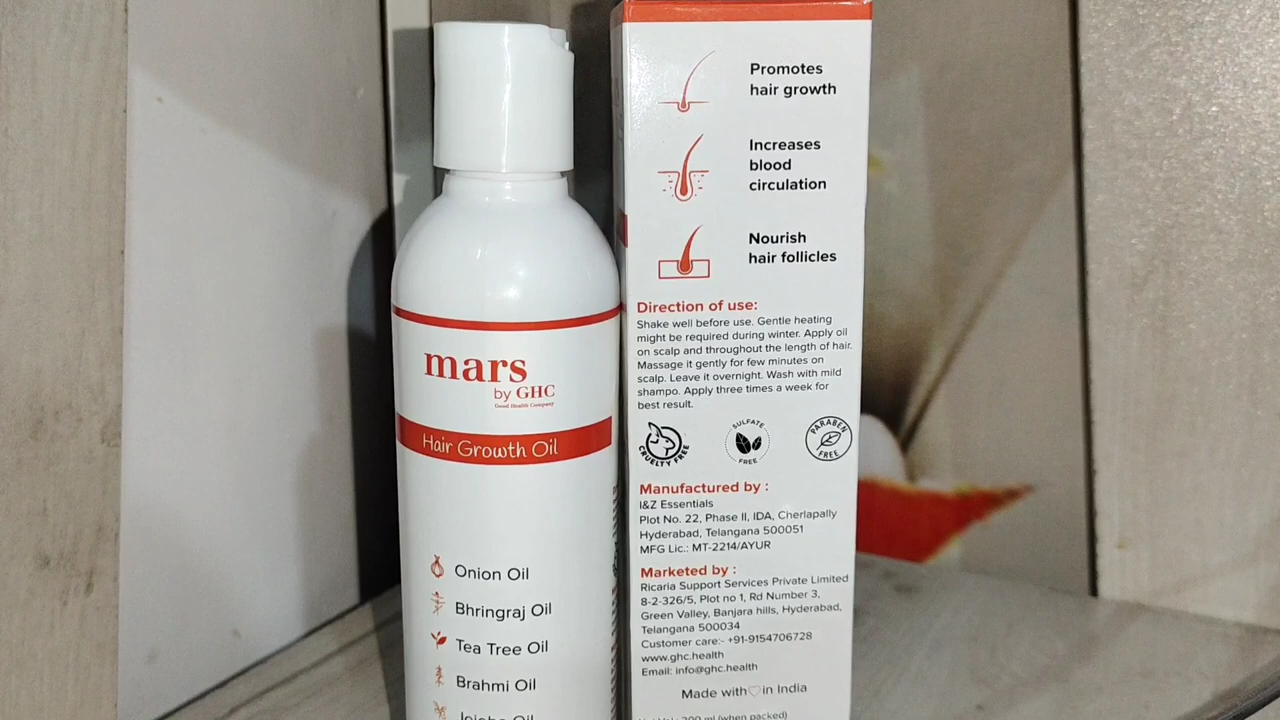 mars
by GHC
Good Health Company
Hair Growth Oil
Onion Oil
Bhringraj Oil
Tea Tree Oil
Brahmi Oil
Jojoba Oil
Promotes
hair growth
Increases
blood
circulation
Nourish
hair follicles
Direction of use:
Shake well before use. Gentle heating
might be required during winter. Apply oil
on scalp and throughout the length of hair.
Massage it gently for few minutes on
scalp. Leave it overnight. Wash with mild
shampo. Apply three times a week for
best result.
CRUELTY FREE
SULFATE
FREE
PARABEN
FREE
Manufactured by :
I&Z Essentials
Plot No. 22, Phase II, IDA, Cherlapally
Hyderabad, Telangana 500051
MFG Lic.: MT-2214/AYUR
Marketed by :
Ricaria Support Services Private Limited
8-2-326/5, Plot no 1, Rd Number 3,
Green Valley, Banjara hills, Hyderabad,
Telangana 500034
Customer care:- +91-9154706728
www.ghc.health
Email: info@ghc.health
Made with♡in India
200 ml (when packed)